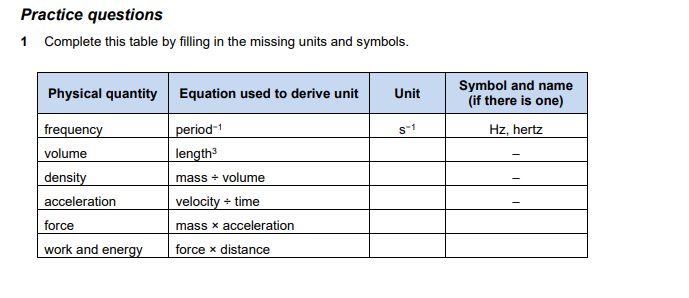 Practice questions
1 Complete this table by filling in the missing units and symbols.
Physical quantity Equation used to derive unit Unit Symbol and name (if there is one)
frequency period⁻¹ s⁻¹ Hz, hertz
volume length³ –
density mass ÷ volume –
acceleration velocity ÷ time –
force mass × acceleration
work and energy force × distance